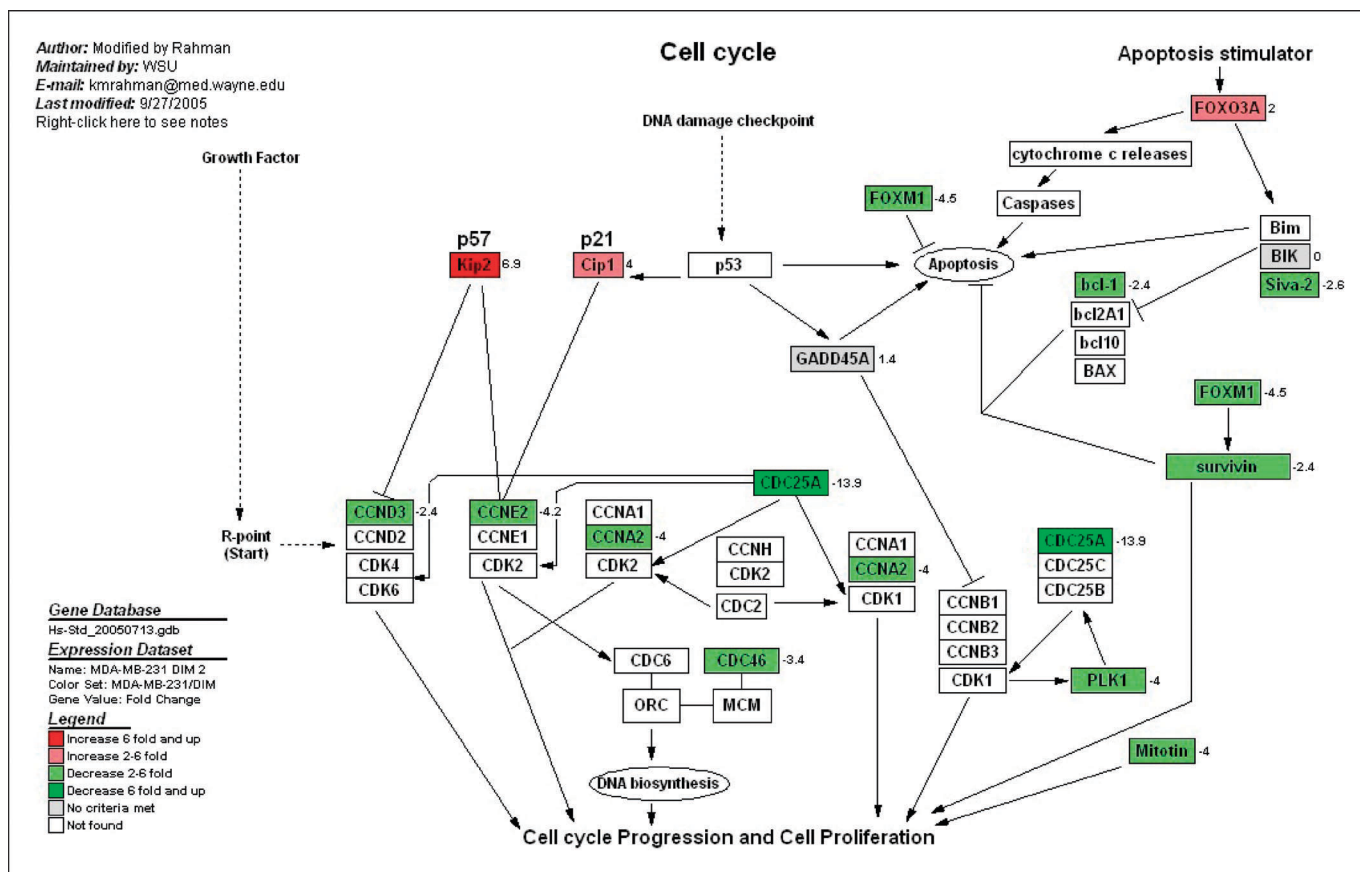 Author: Modified by Rahman
Maintained by: WSU
E-mail: kmrahman@med.wayne.edu
Last modified: 9/27/2005
Right-click here to see notes
Cell cycle
Apoptosis stimulator
FOXO3A 2
DNA damage checkpoint
Growth Factor
cytochrome c releases
FOXM1 -4.5
Caspases
Bim
BIK 0
Siva-2 -2.6
p57
Kip2 6.9
p21
Cip1 4
p53
Apoptosis
bcl-1 -2.4
bcl2A1
bcl10
BAX
GADD45A 1.4
FOXM1 -4.5
survivin -2.4
CDC25A -13.9
R-point
(Start)
CCND3 -2.4
CCND2
CDK4
CDK6
CCNE2 -4.2
CCNE1
CDK2
CCNA1
CCNA2 -4
CDK2
CCNH
CDK2
CDC2
CCNA1
CCNA2 -4
CDK1
CCNB1
CCNB2
CCNB3
CDK1
CDC25A -13.9
CDC25C
CDC25B
PLK1 -4
CDC6
CDC46 -3.4
ORC
MCM
Mitotin -4
DNA biosynthesis
Cell cycle Progression and Cell Proliferation
Gene Database
Hs-Std_20050713.gdb
Expression Dataset
Name: MDA-MB-231 DIM 2
Color Set: MDA-MB-231/DIM
Gene Value: Fold Change
Legend
Increase 6 fold and up
Increase 2-6 fold
Decrease 2-6 fold
Decrease 6 fold and up
No criteria met
Not found